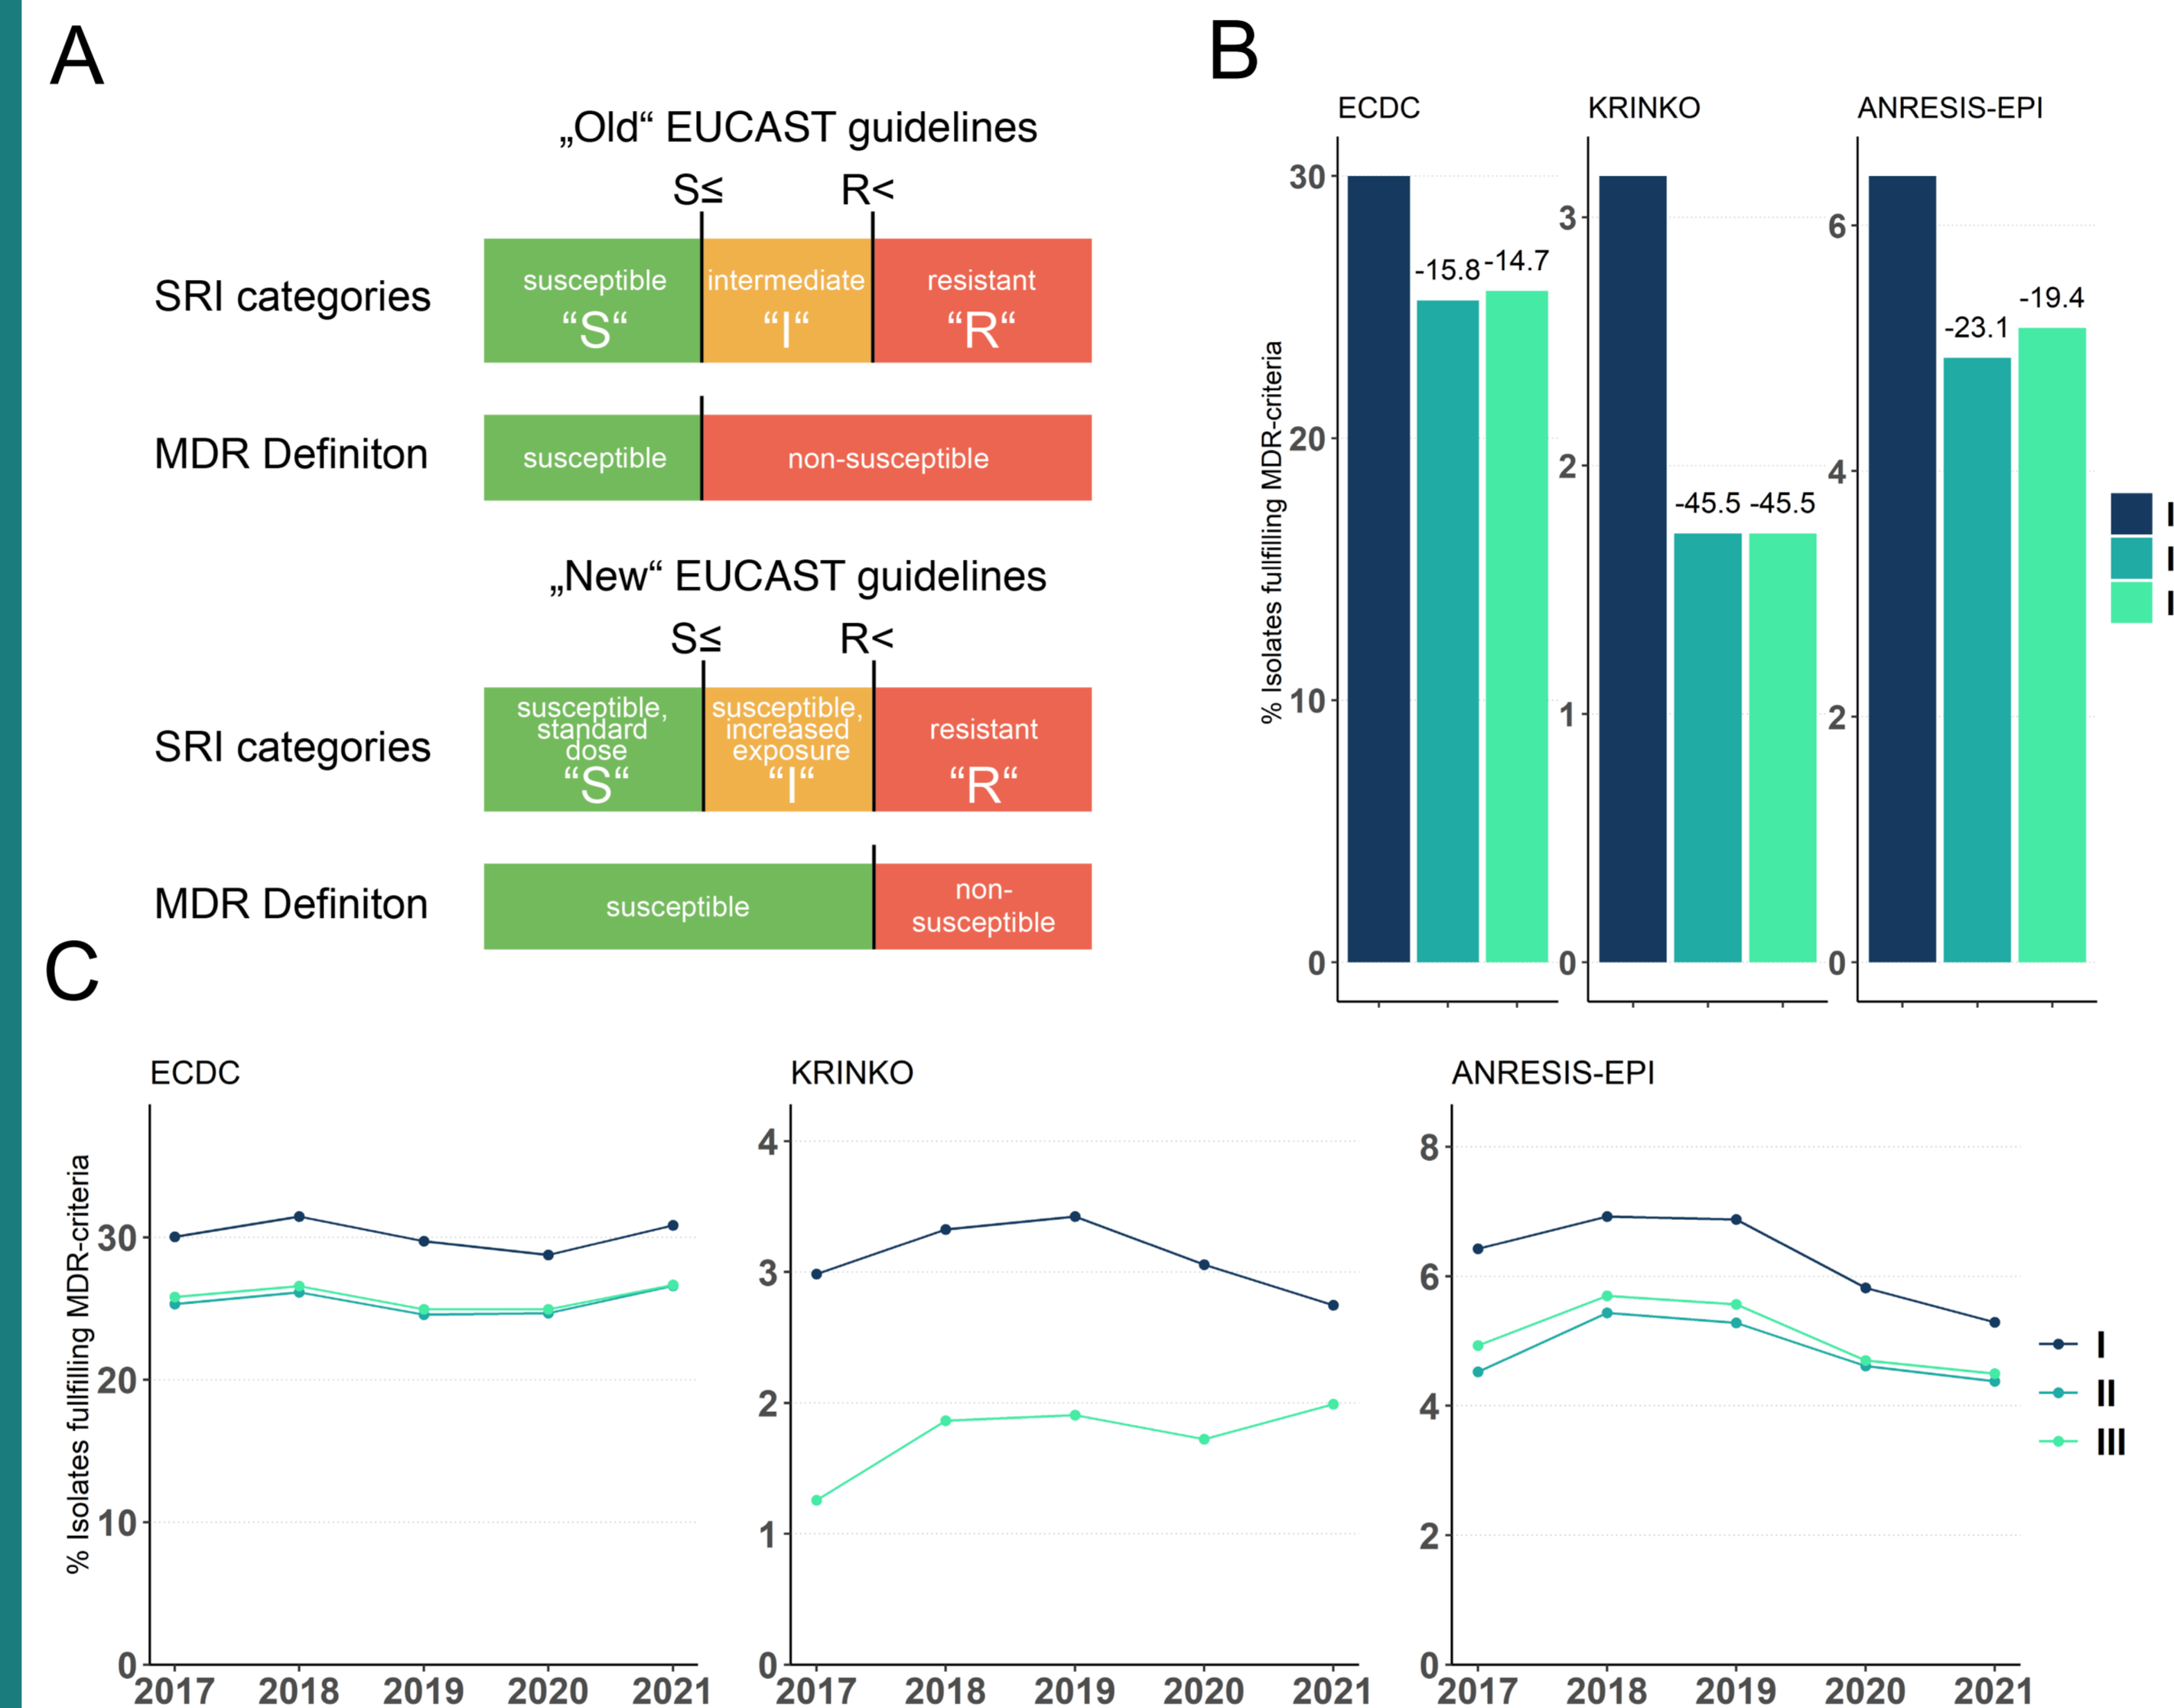 A
„Old“ EUCAST guidelines
S≤ R<
SRI categories
susceptible
“S“
intermediate
“I“
resistant
“R“
MDR Definiton
susceptible
non-susceptible
„New“ EUCAST guidelines
S≤ R<
SRI categories
susceptible,
standard
dose
“S“
susceptible,
increased
exposure
“I“
resistant
“R“
MDR Definiton
susceptible
non-
susceptible
B
ECDC
KRINKO
ANRESIS-EPI
% Isolates fullfilling MDR-criteria
30
20
10
0
-15.8
-14.7
3
2
1
0
-45.5
-45.5
6
4
2
0
-23.1
-19.4
I
I
I
C
ECDC
% Isolates fullfilling MDR-criteria
30
20
10
0
2017 2018 2019 2020 2021
KRINKO
4
3
2
1
0
2017 2018 2019 2020 2021
ANRESIS-EPI
8
6
4
2
0
2017 2018 2019 2020 2021
I
II
III